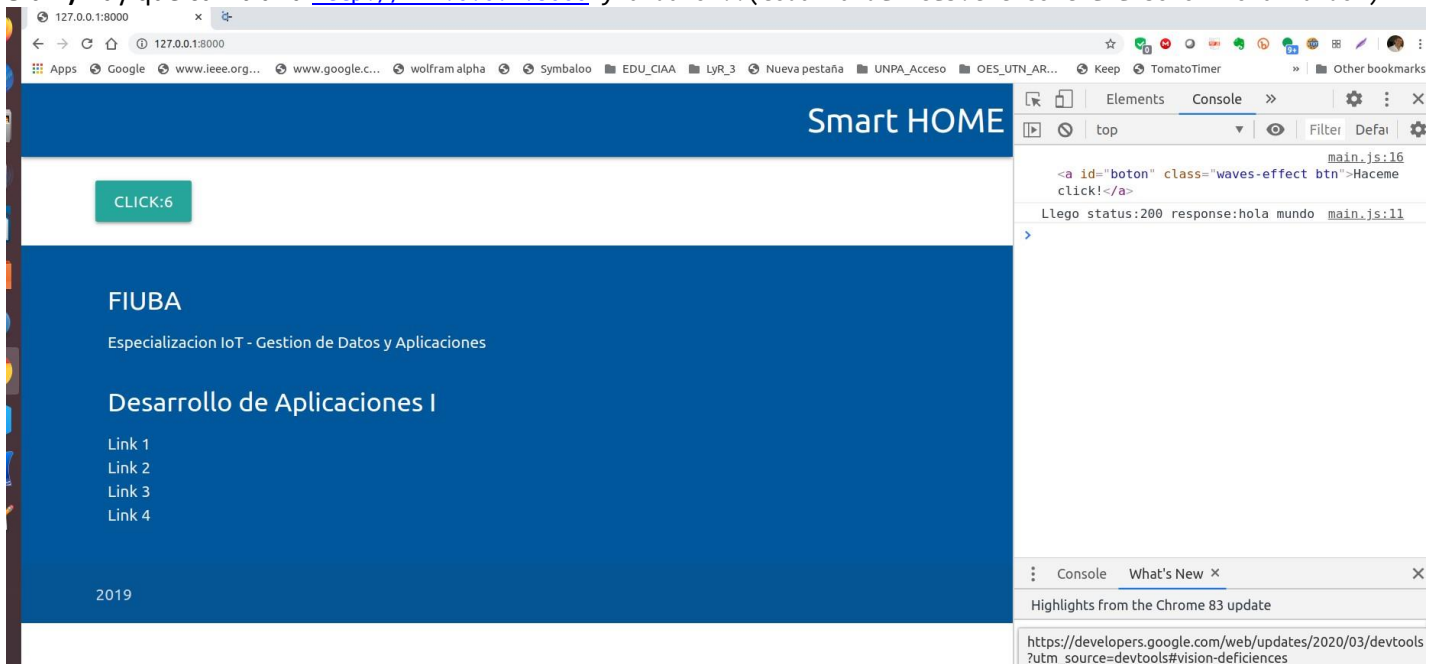 127.0.0.1:8000
127.0.0.1:8000
Apps Google www.ieee.org... www.google.c... wolfram alpha Symbaloo EDU_CIAA LyR_3 Nueva pestaña UNPA_Acceso OES_UTN_AR... Keep TomatoTimer » Other bookmarks
Smart HOME
CLICK:6
FIUBA
Especializacion IoT - Gestion de Datos y Aplicaciones
Desarrollo de Aplicaciones I
Link 1
Link 2
Link 3
Link 4
2019
Elements Console »
top Filter Defau
main.js:16
<a id="boton" class="waves-effect btn">Haceme
click!</a>
Llego status:200 response:hola mundo main.js:11
Console What's New
Highlights from the Chrome 83 update
https://developers.google.com/web/updates/2020/03/devtools
?utm_source=devtools#vision-deficiences